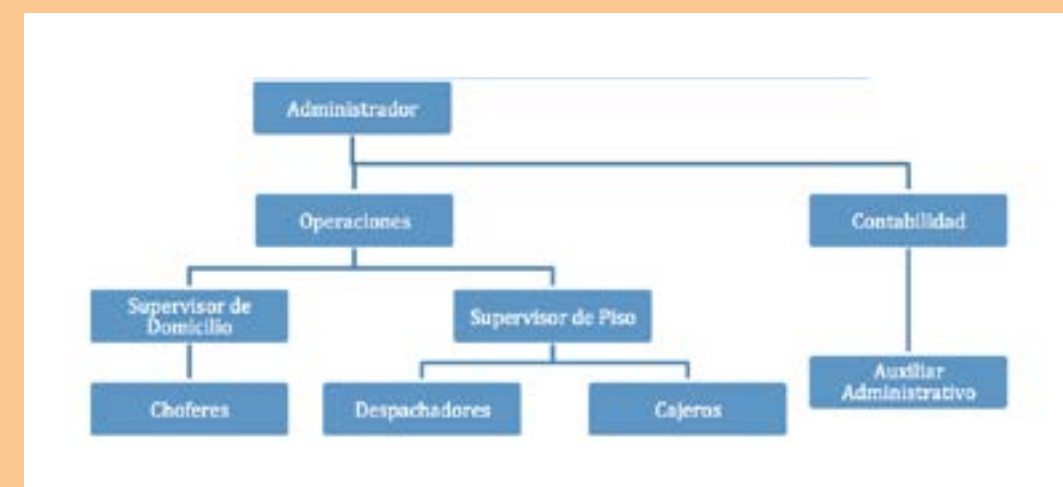 Administrador
Operaciones
Contabilidad
Supervisor de
Domicilio
Supervisor de Piso
Choferes
Despachadores
Cajeros
Auxiliar
Administrativo